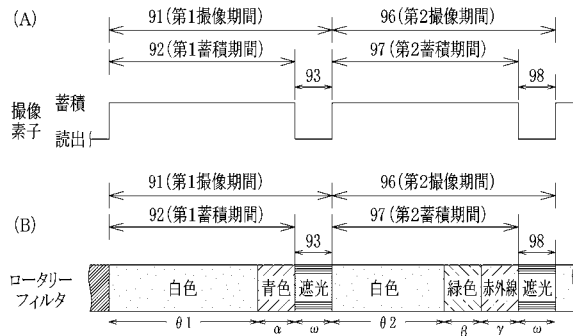 (A)
91(第1撮像期間)
96(第2撮像期間)
92(第1蓄積期間)
93
97(第2蓄積期間)
98
撮像
素子
蓄積
読出
(B)
91(第1撮像期間)
96(第2撮像期間)
92(第1蓄積期間)
93
97(第2蓄積期間)
98
ロータリー
フィルタ
白色
青色
遮光
白色
緑色
赤外線
遮光
θ1
α
ω
θ2
β
γ
ω